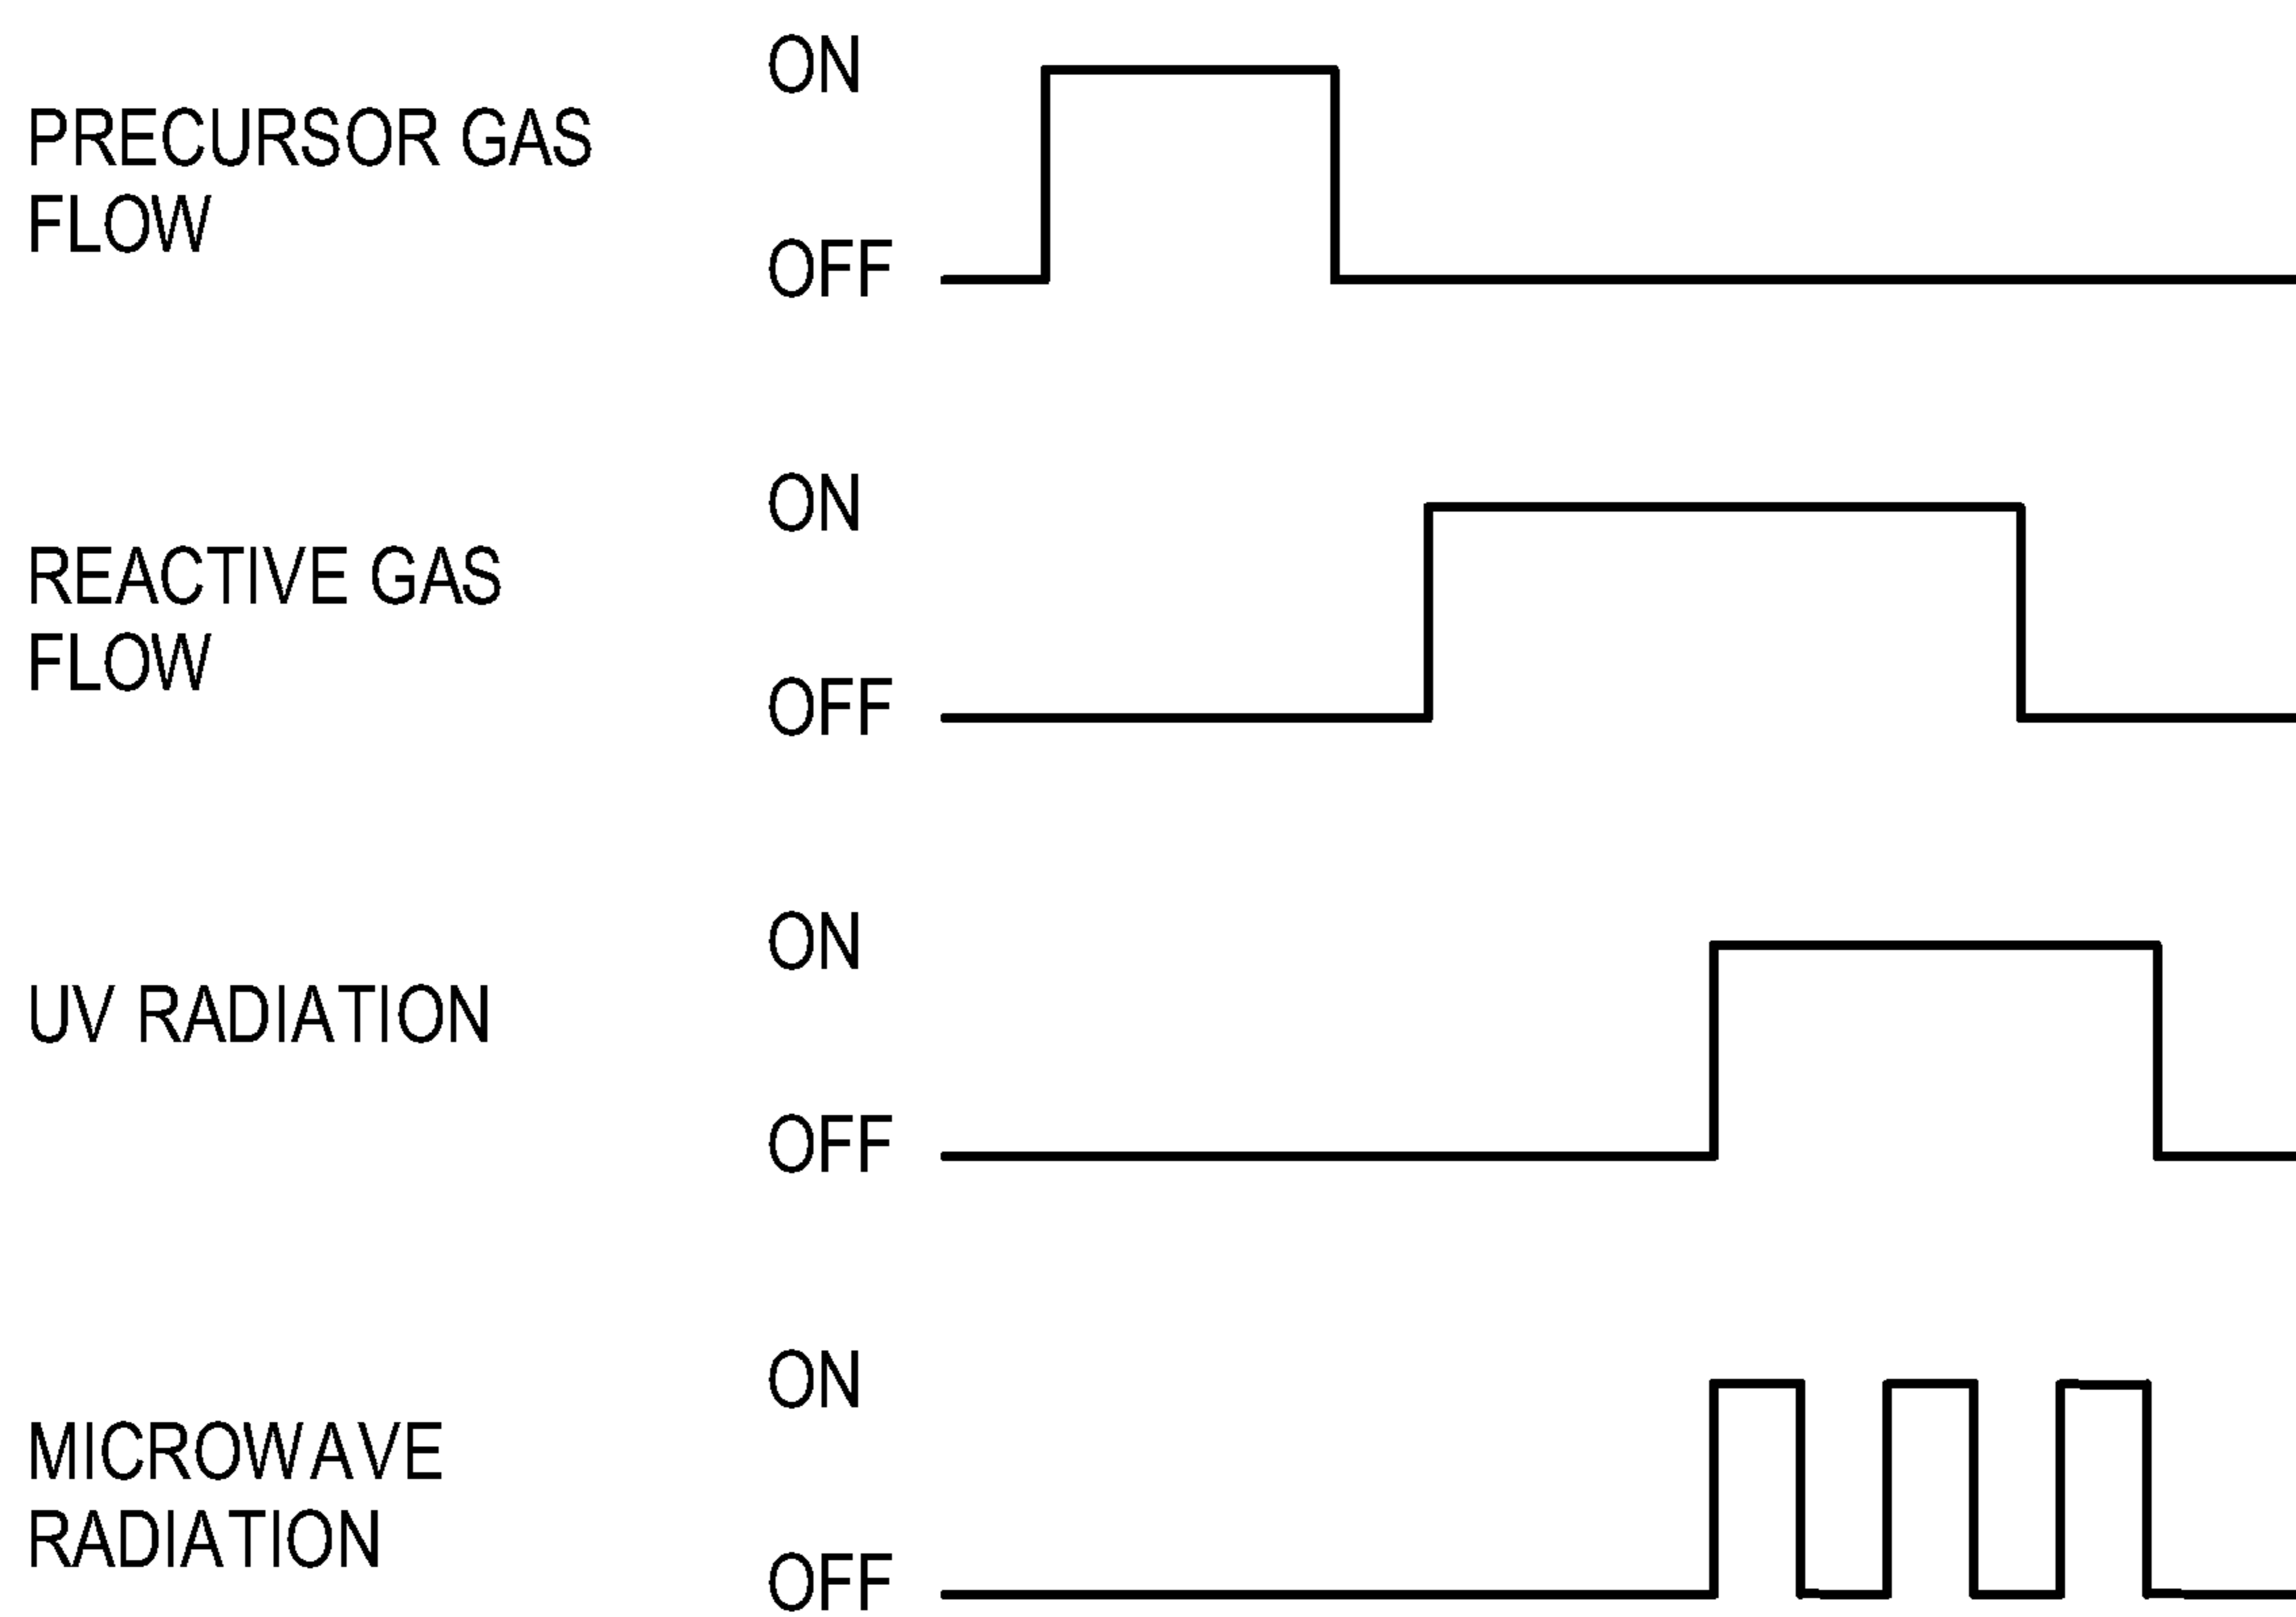 ON
PRECURSOR GAS
FLOW
OFF
ON
REACTIVE GAS
FLOW
OFF
ON
UV RADIATION
OFF
ON
MICROWAVE
RADIATION
OFF